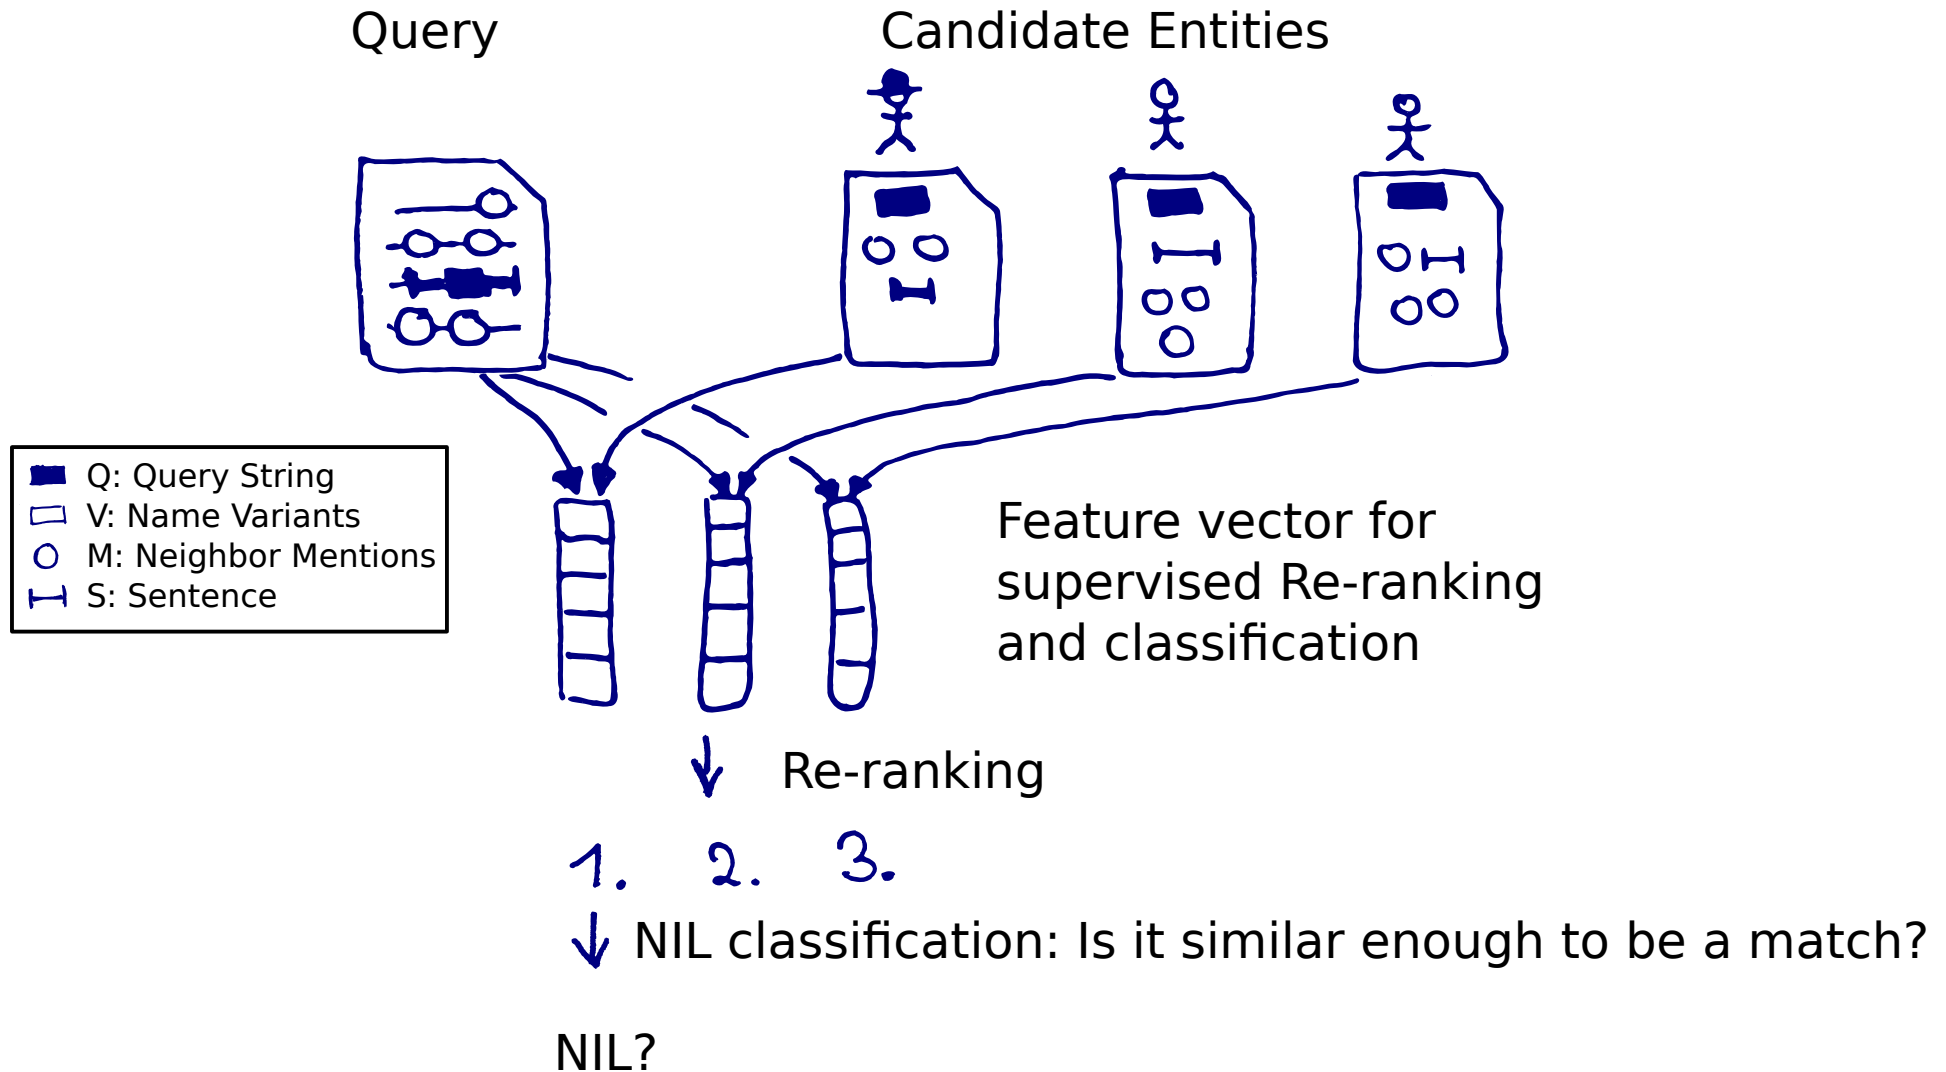 Query
Candidate Entities
Q: Query String
V: Name Variants
M: Neighbor Mentions
S: Sentence
Feature vector for
supervised Re-ranking
and classification
Re-ranking
1. 2. 3.
NIL classification: Is it similar enough to be a match?
NIL?